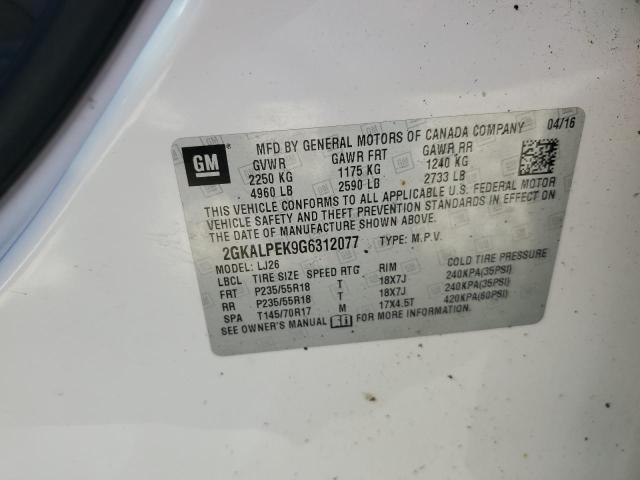 MFD BY GENERAL MOTORS OF CANADA COMPANY 04/16
GM
GVWR GAWR FRT GAWR RR
2250 KG 1175 KG 1240 KG
4960 LB 2590 LB 2733 LB
THIS VEHICLE CONFORMS TO ALL APPLICABLE U.S. FEDERAL MOTOR
VEHICLE SAFETY AND THEFT PREVENTION STANDARDS IN EFFECT ON
THE DATE OF MANUFACTURE SHOWN ABOVE.
2GKALPEK9G6312077 TYPE: M.P.V.
MODEL: LJ26
LBCL TIRE SIZE SPEED RTG RIM COLD TIRE PRESSURE
FRT P235/55R18 T 18X7J 240KPA(35PSI)
RR P235/55R18 T 18X7J 240KPA(35PSI)
SPA T145/70R17 M 17X4.5T 420KPA(60PSI)
SEE OWNER'S MANUAL FOR MORE INFORMATION.